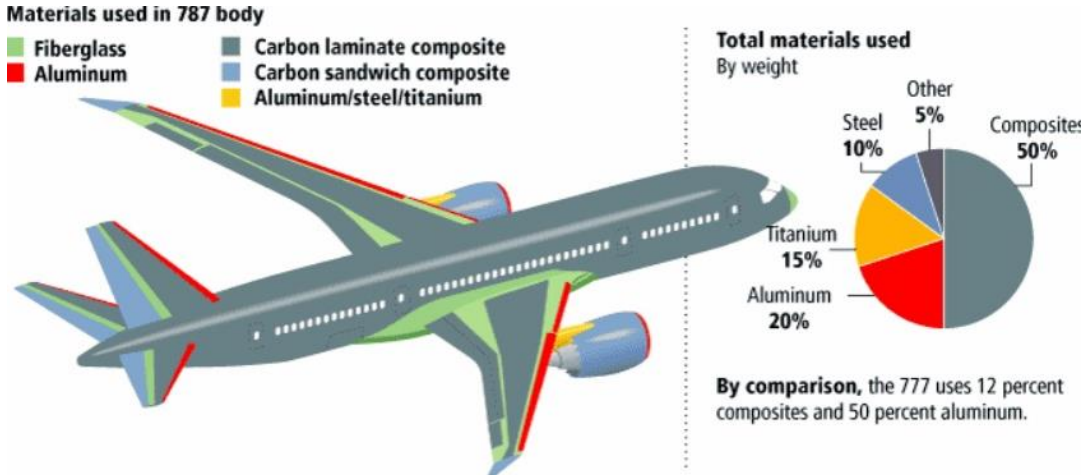 Materials used in 787 body
Fiberglass
Aluminum
Carbon laminate composite
Carbon sandwich composite
Aluminum/steel/titanium
Total materials used
By weight
Other
5%
Steel
10%
Composites
50%
Titanium
15%
Aluminum
20%
By comparison, the 777 uses 12 percent
composites and 50 percent aluminum.